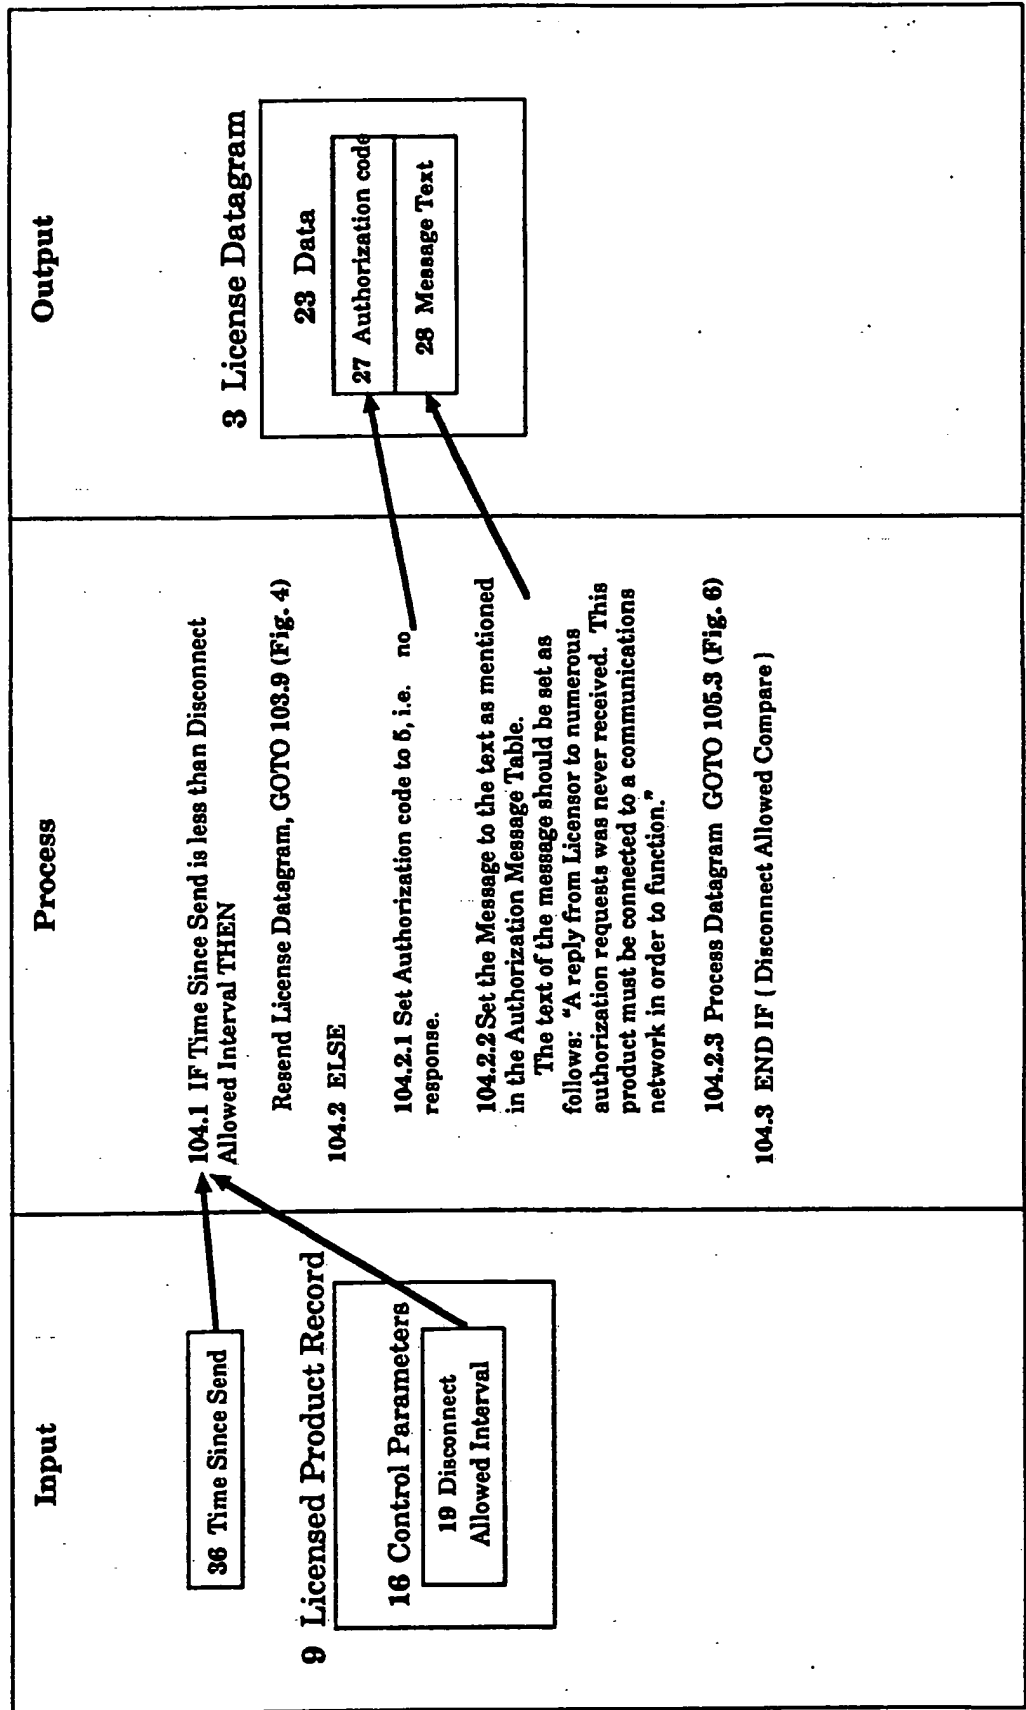 Input
36 Time Since Send
9 Licensed Product Record
16 Control Parameters
19 Disconnect
Allowed Interval
Process
104.1 IF Time Since Send is less than Disconnect
Allowed Interval THEN
Resend License Datagram, GOTO 103.9 (Fig. 4)
104.2 ELSE
104.2.1 Set Authorization code to 5, i.e. no
response.
104.2.2 Set the Message to the text as mentioned
in the Authorization Message Table.
The text of the message should be set as
follows: "A reply from Licensor to numerous
authorization requests was never received. This
product must be connected to a communications
network in order to function."
104.2.3 Process Datagram GOTO 105.3 (Fig. 6)
104.3 END IF ( Disconnect Allowed Compare )
Output
3 License Datagram
23 Data
27 Authorization code
28 Message Text